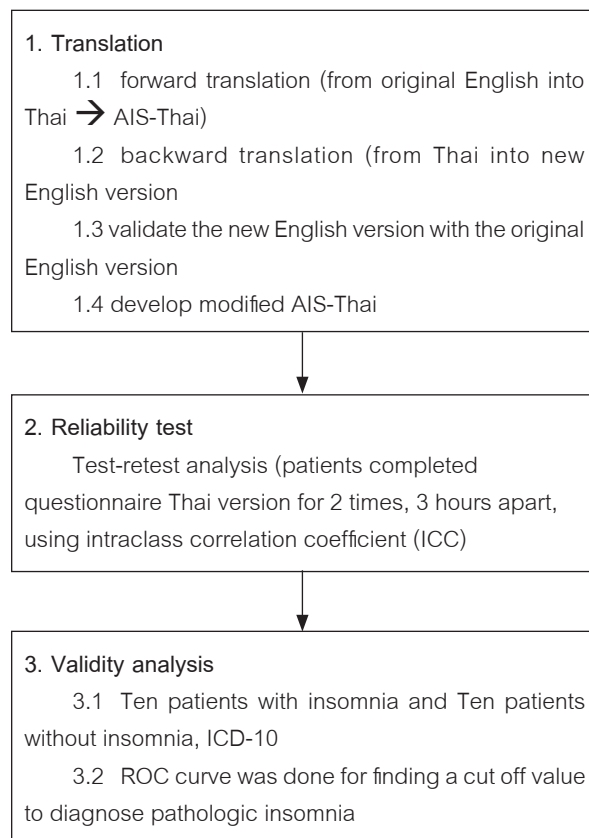 1. Translation
1.1 forward translation (from original English into
Thai → AIS-Thai)
1.2 backward translation (from Thai into new
English version
1.3 validate the new English version with the original
English version
1.4 develop modified AIS-Thai
2. Reliability test
Test-retest analysis (patients completed
questionnaire Thai version for 2 times, 3 hours apart,
using intraclass correlation coefficient (ICC)
3. Validity analysis
3.1 Ten patients with insomnia and Ten patients
without insomnia, ICD-10
3.2 ROC curve was done for finding a cut off value
to diagnose pathologic insomnia